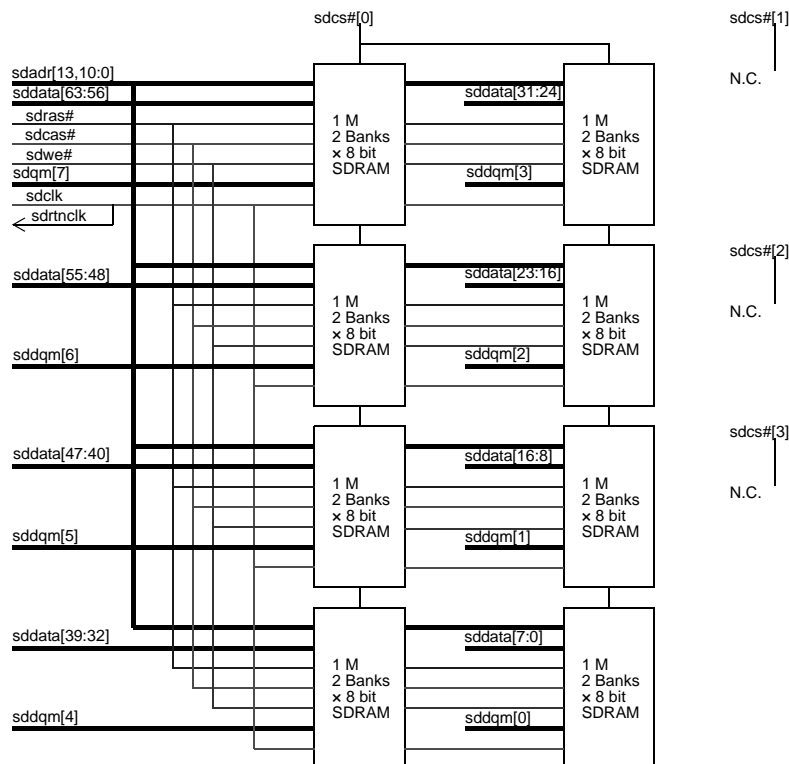 sdcs#[0]
sdcs#[1]
sdadr[13,10:0]
sddata[63:56]
sdras#
sdcas#
sdwe#
sdqm[7]
sdclk
sdrtnclk
1 M
2 Banks
× 8 bit
SDRAM
sddata[31:24]
sddqm[3]
1 M
2 Banks
× 8 bit
SDRAM
N.C.
sddata[55:48]
sddqm[6]
1 M
2 Banks
× 8 bit
SDRAM
sddata[23:16]
sddqm[2]
1 M
2 Banks
× 8 bit
SDRAM
sdcs#[2]
N.C.
sddata[47:40]
sddqm[5]
1 M
2 Banks
× 8 bit
SDRAM
sddata[16:8]
sddqm[1]
1 M
2 Banks
× 8 bit
SDRAM
sdcs#[3]
N.C.
sddata[39:32]
sddqm[4]
1 M
2 Banks
× 8 bit
SDRAM
sddata[7:0]
sddqm[0]
1 M
2 Banks
× 8 bit
SDRAM